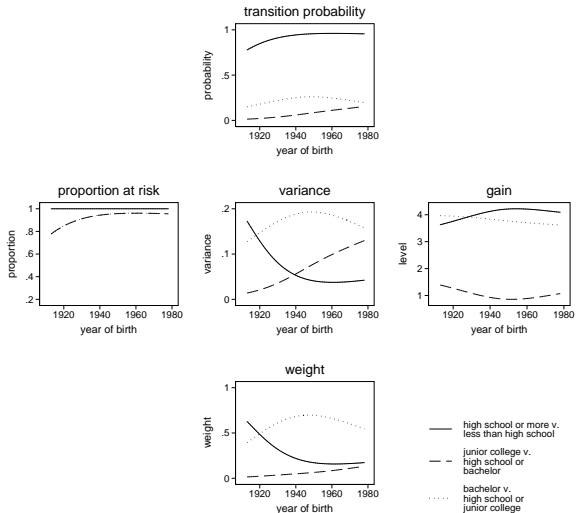 transition probability
1
.5
0
probability
1920 1940 1960 1980
year of birth
proportion at risk
1
.8
.6
.4
.2
proportion
1920 1940 1960 1980
year of birth
variance
.2
.1
0
variance
1920 1940 1960 1980
year of birth
gain
4
3
2
1
level
1920 1940 1960 1980
year of birth
weight
1
.5
0
weight
1920 1940 1960 1980
year of birth
high school or more v.
less than high school
junior college v.
high school or
bachelor
bachelor v.
high school or
junior college